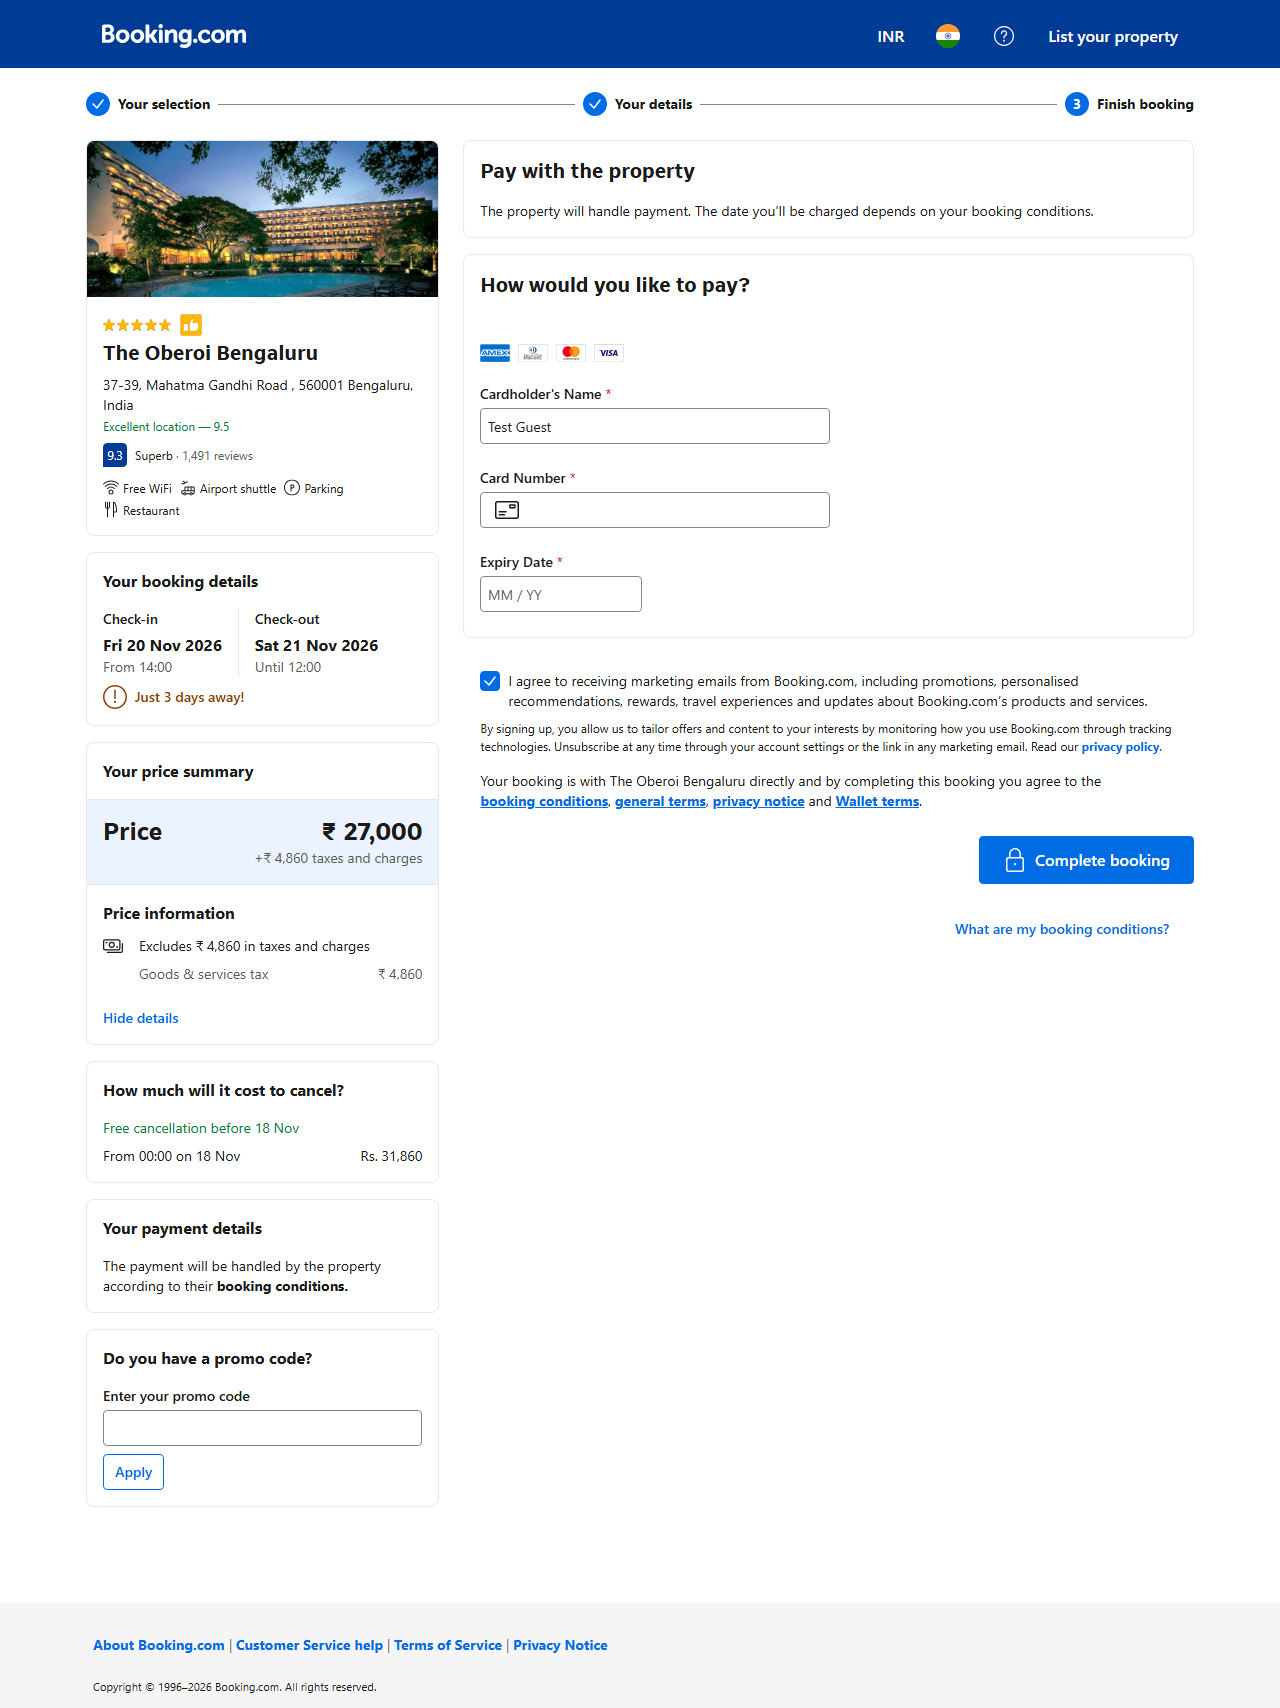 Booking.com
INR
List your property
Your selection
Your details
3 Finish booking
The Oberoi Bengaluru
37-39, Mahatma Gandhi Road , 560001 Bengaluru,
India
Excellent location — 9.5
9.3 Superb · 1,491 reviews
Free WiFi Airport shuttle P Parking
Restaurant
Your booking details
Check-in
Fri 20 Nov 2026
From 14:00
Check-out
Sat 21 Nov 2026
Until 12:00
Just 3 days away!
Your price summary
Price ₹ 27,000
+₹ 4,860 taxes and charges
Price information
Excludes ₹ 4,860 in taxes and charges
Goods & services tax ₹ 4,860
Hide details
How much will it cost to cancel?
Free cancellation before 18 Nov
From 00:00 on 18 Nov Rs. 31,860
Your payment details
The payment will be handled by the property
according to their booking conditions.
Do you have a promo code?
Enter your promo code
Apply
Pay with the property
The property will handle payment. The date you'll be charged depends on your booking conditions.
How would you like to pay?
AMEX VISA
Cardholder's Name *
Test Guest
Card Number *
Expiry Date *
MM / YY
I agree to receiving marketing emails from Booking.com, including promotions, personalised
recommendations, rewards, travel experiences and updates about Booking.com’s products and services.
By signing up, you allow us to tailor offers and content to your interests by monitoring how you use Booking.com through tracking
technologies. Unsubscribe at any time through your account settings or the link in any marketing email. Read our privacy policy.
Your booking is with The Oberoi Bengaluru directly and by completing this booking you agree to the
booking conditions, general terms, privacy notice and Wallet terms.
Complete booking
What are my booking conditions?
About Booking.com | Customer Service help | Terms of Service | Privacy Notice
Copyright © 1996–2026 Booking.com. All rights reserved.